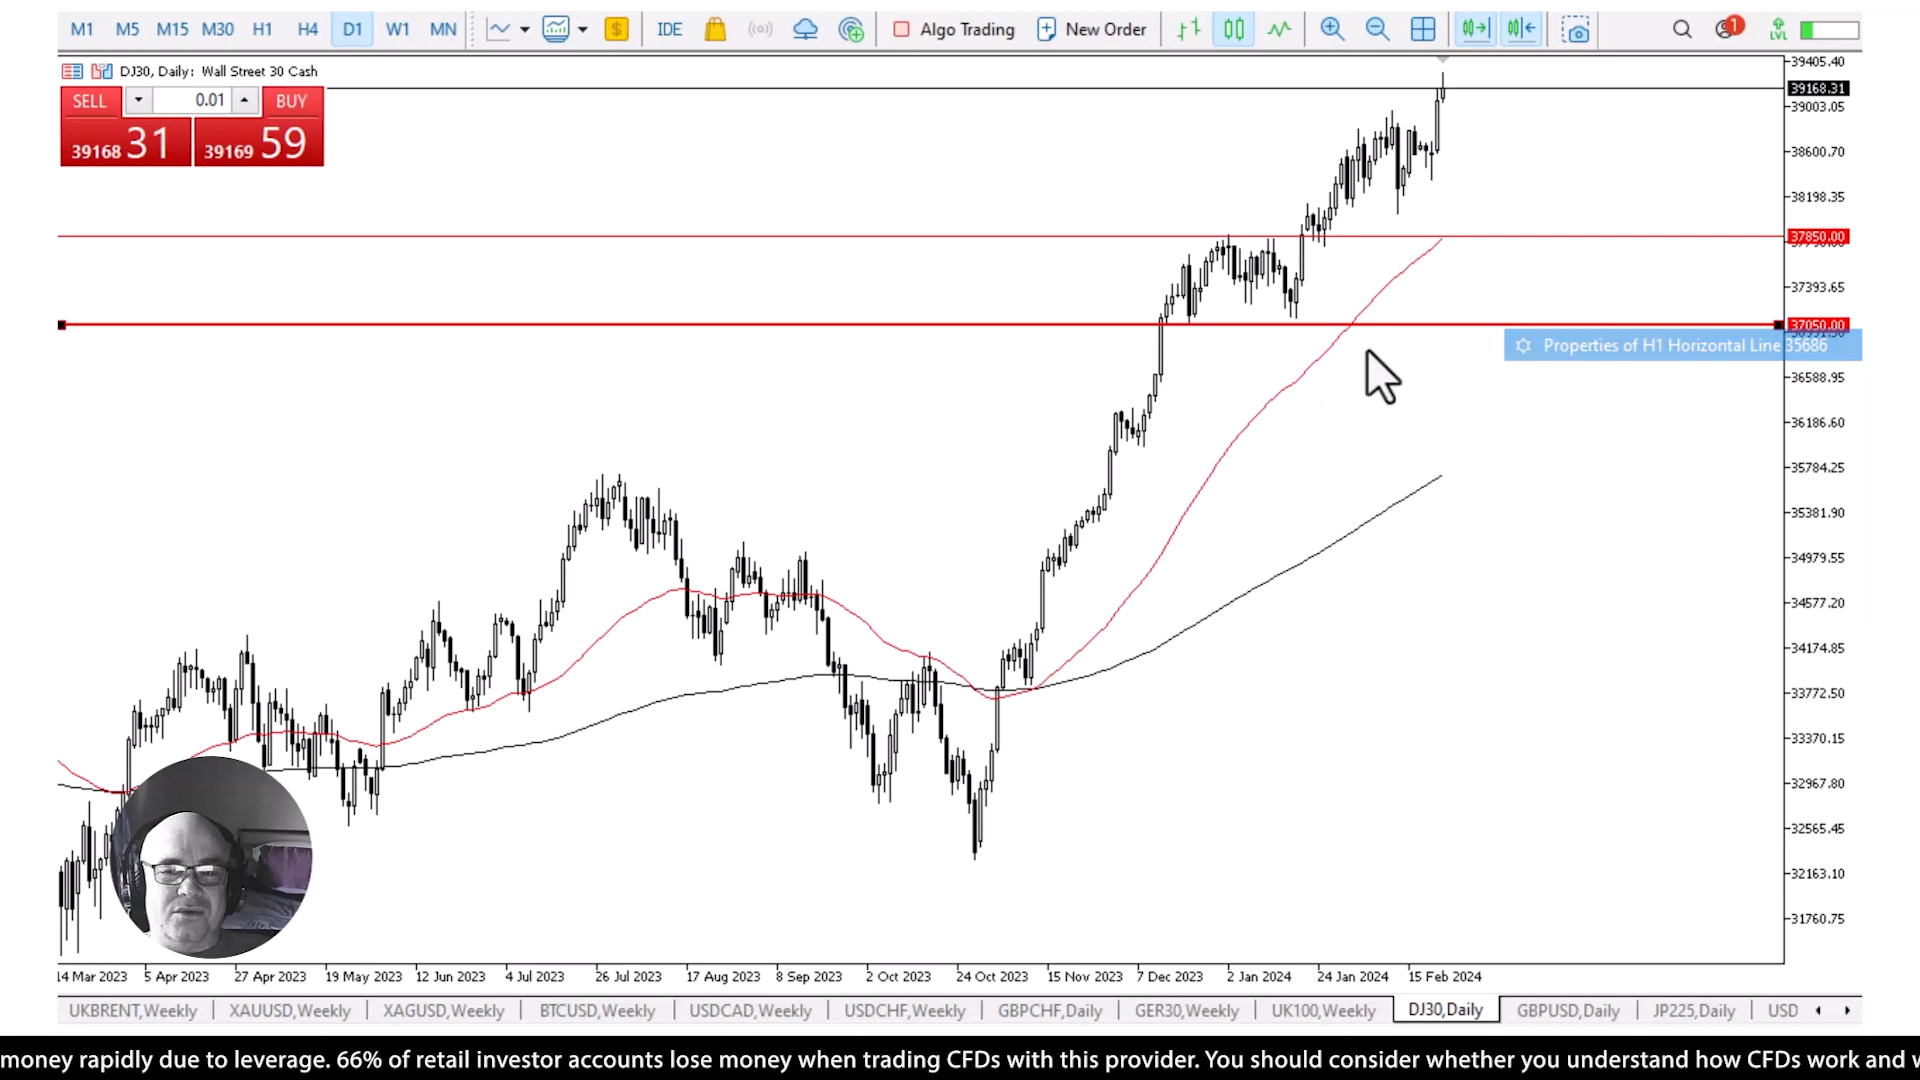 M1 M5 M15 M30 H1 H4 D1 W1 MN $ IDE Algo Trading New Order 1 LVL
DJ30, Daily: Wall Street 30 Cash
SELL 0.01 BUY
39168 31 39169 59
39405.40
39168.31
39003.05
38600.70
38198.35
37850.00
37393.65
37050.00
Properties of H1 Horizontal Line 35686
36588.95
36186.60
35784.25
35381.90
34979.55
34577.20
34174.85
33772.50
33370.15
32967.80
32565.45
32163.10
31760.75
14 Mar 2023 5 Apr 2023 27 Apr 2023 19 May 2023 12 Jun 2023 4 Jul 2023 26 Jul 2023 17 Aug 2023 8 Sep 2023 2 Oct 2023 24 Oct 2023 15 Nov 2023 7 Dec 2023 2 Jan 2024 24 Jan 2024 15 Feb 2024
UKBRENT,Weekly XAUUSD,Weekly XAGUSD,Weekly BTCUSD,Weekly USDCAD,Weekly USDCHF,Weekly GBPCHF,Daily GER30,Weekly UK100,Weekly DJ30,Daily GBPUSD,Daily JP225,Daily USD
money rapidly due to leverage. 66% of retail investor accounts lose money when trading CFDs with this provider. You should consider whether you understand how CFDs work and w